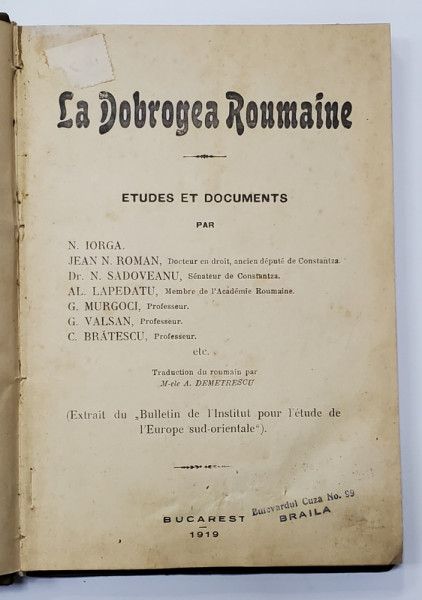 La Dobrogea Roumaine
ETUDES ET DOCUMENTS
PAR
N. IORGA.
JEAN N. ROMAN, Docteur en droit, ancien député de Constantza.
Dr. N. SADOVEANU, Sénateur de Constantza.
AL. LAPEDATU, Membre de l'Académie Roumaine.
G. MURGOCI, Professeur.
G. VALSAN, Professeur.
C. BRĂTESCU, Professeur.
etc.
Traduction du roumain par
M-elle A. DEMETRESCU
(Extrait du „Bulletin de l'Institut pour l'étude de
l'Europe sud-orientale“).
Bulevardul Cuza No. 99
BRAILA
BUCAREST
1919